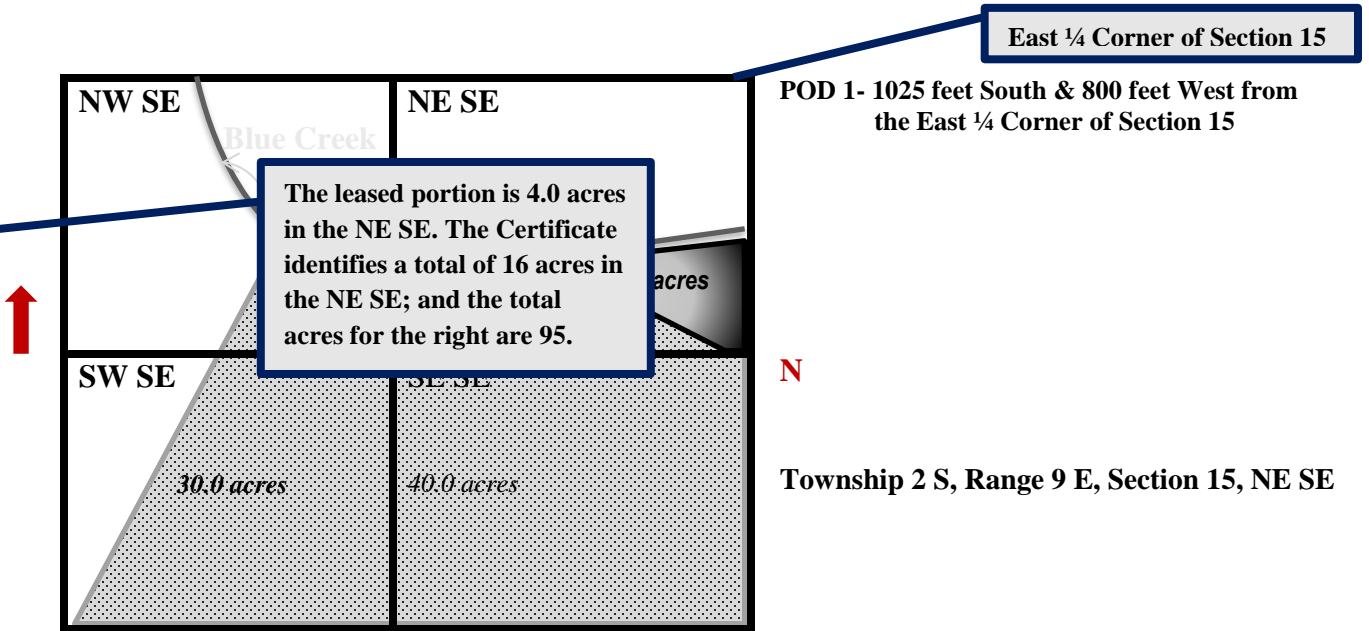 East ¼ Corner of Section 15
POD 1- 1025 feet South & 800 feet West from
the East ¼ Corner of Section 15
NW SE
NE SE
Blue Creek
The leased portion is 4.0 acres
in the NE SE. The Certificate
identifies a total of 16 acres in
the NE SE; and the total
acres for the right are 95.
acres
SW SE
SE SE
N
30.0 acres
40.0 acres
Township 2 S, Range 9 E, Section 15, NE SE